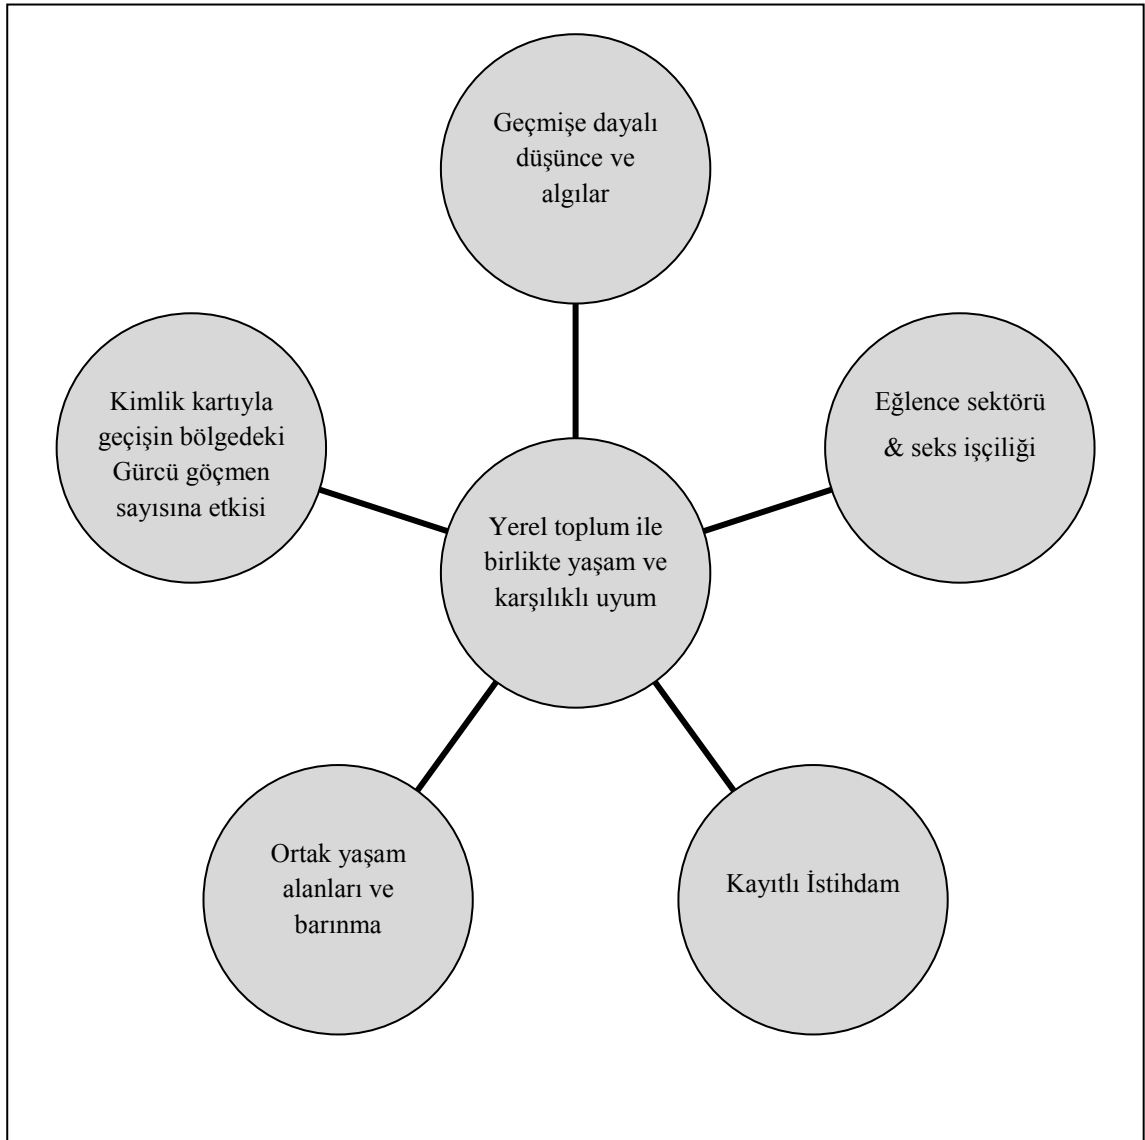 Geçmişe dayalı
düşünce ve
algılar
Kimlik kartıyla
geçişin bölgedeki
Gürcü göçmen
sayısına etkisi
Eğlence sektörü
& seks işçiliği
Yerel toplum ile
birlikte yaşam ve
karşılıklı uyum
Ortak yaşam
alanları ve
barınma
Kayıtlı İstihdam